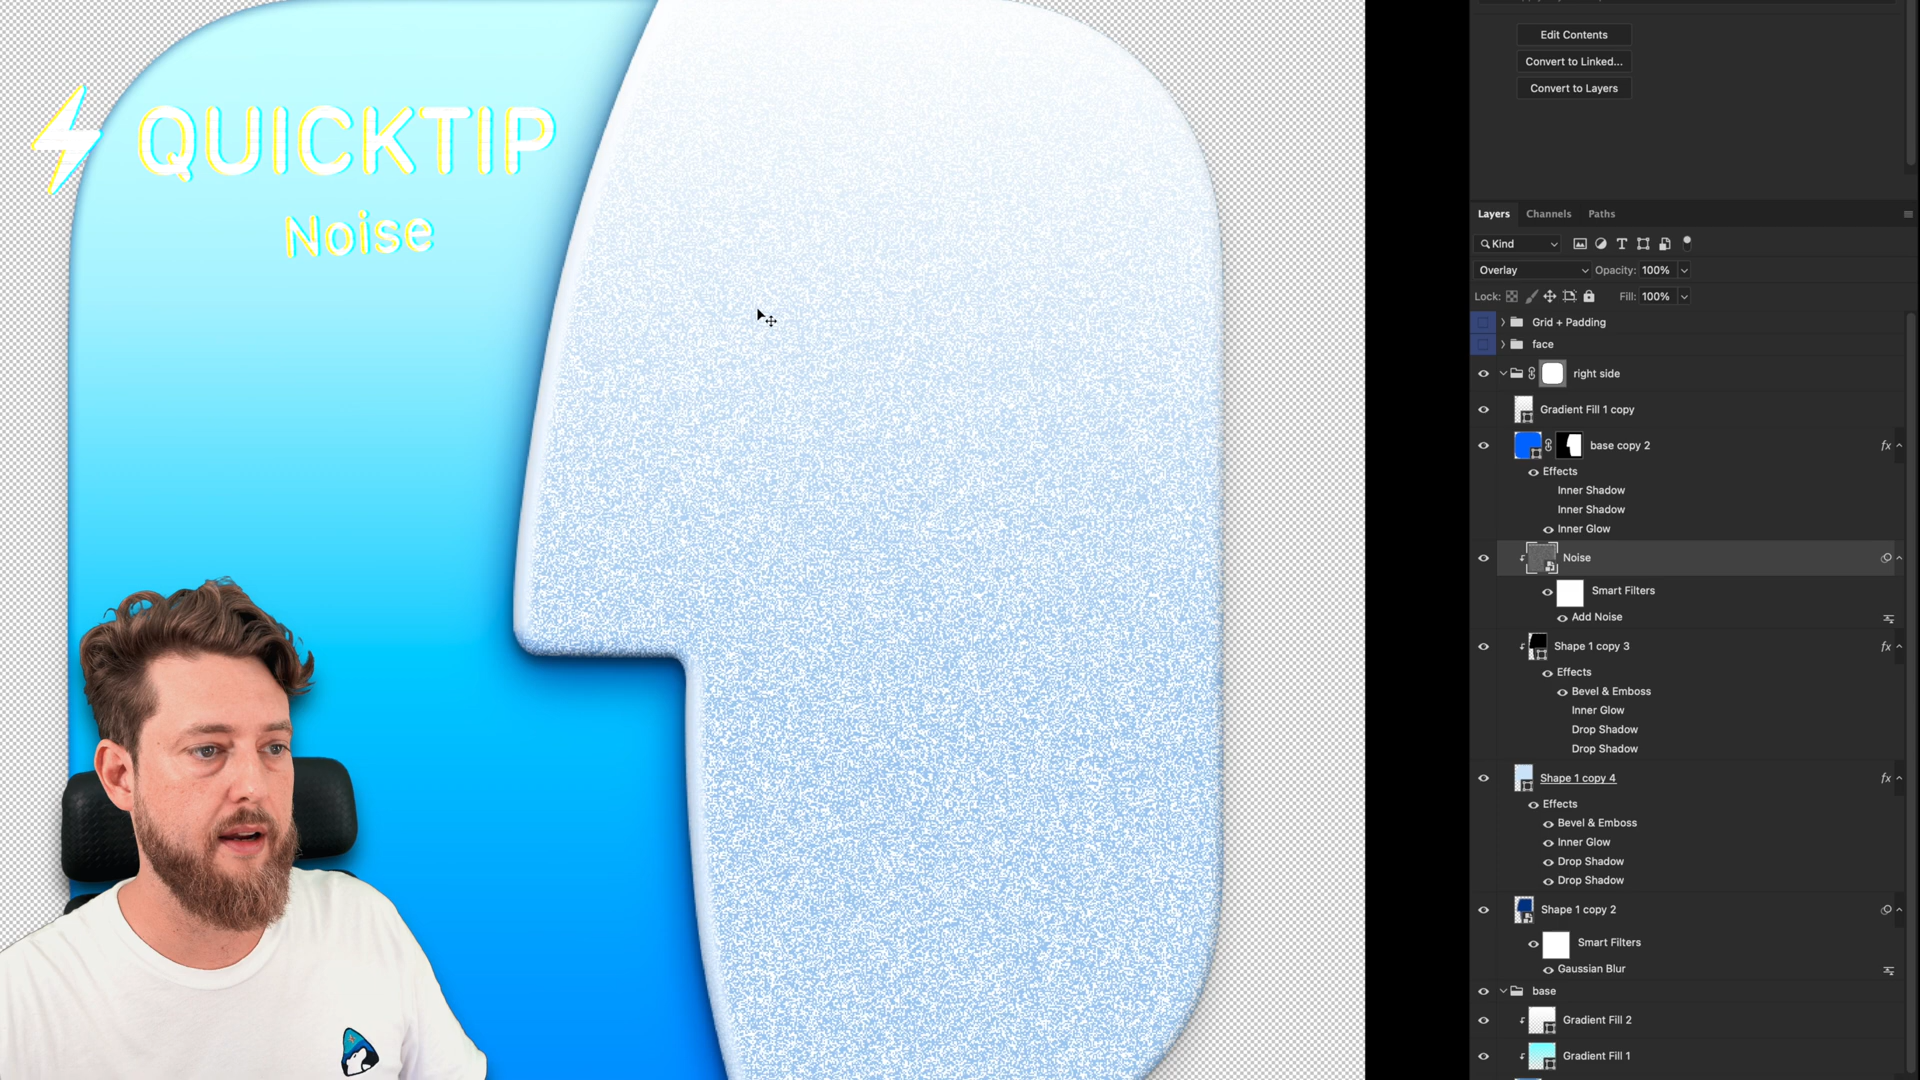 QUICKTIP
Noise
Edit Contents
Convert to Linked...
Convert to Layers
Layers
Channels
Paths
Kind
Overlay
Opacity: 100%
Lock:
Fill: 100%
Grid + Padding
face
right side
Gradient Fill 1 copy
base copy 2
fx
Effects
Inner Shadow
Inner Shadow
Inner Glow
Noise
Smart Filters
Add Noise
Shape 1 copy 3
fx
Effects
Bevel & Emboss
Inner Glow
Drop Shadow
Drop Shadow
Shape 1 copy 4
fx
Effects
Bevel & Emboss
Inner Glow
Drop Shadow
Drop Shadow
Shape 1 copy 2
Smart Filters
Gaussian Blur
base
Gradient Fill 2
Gradient Fill 1